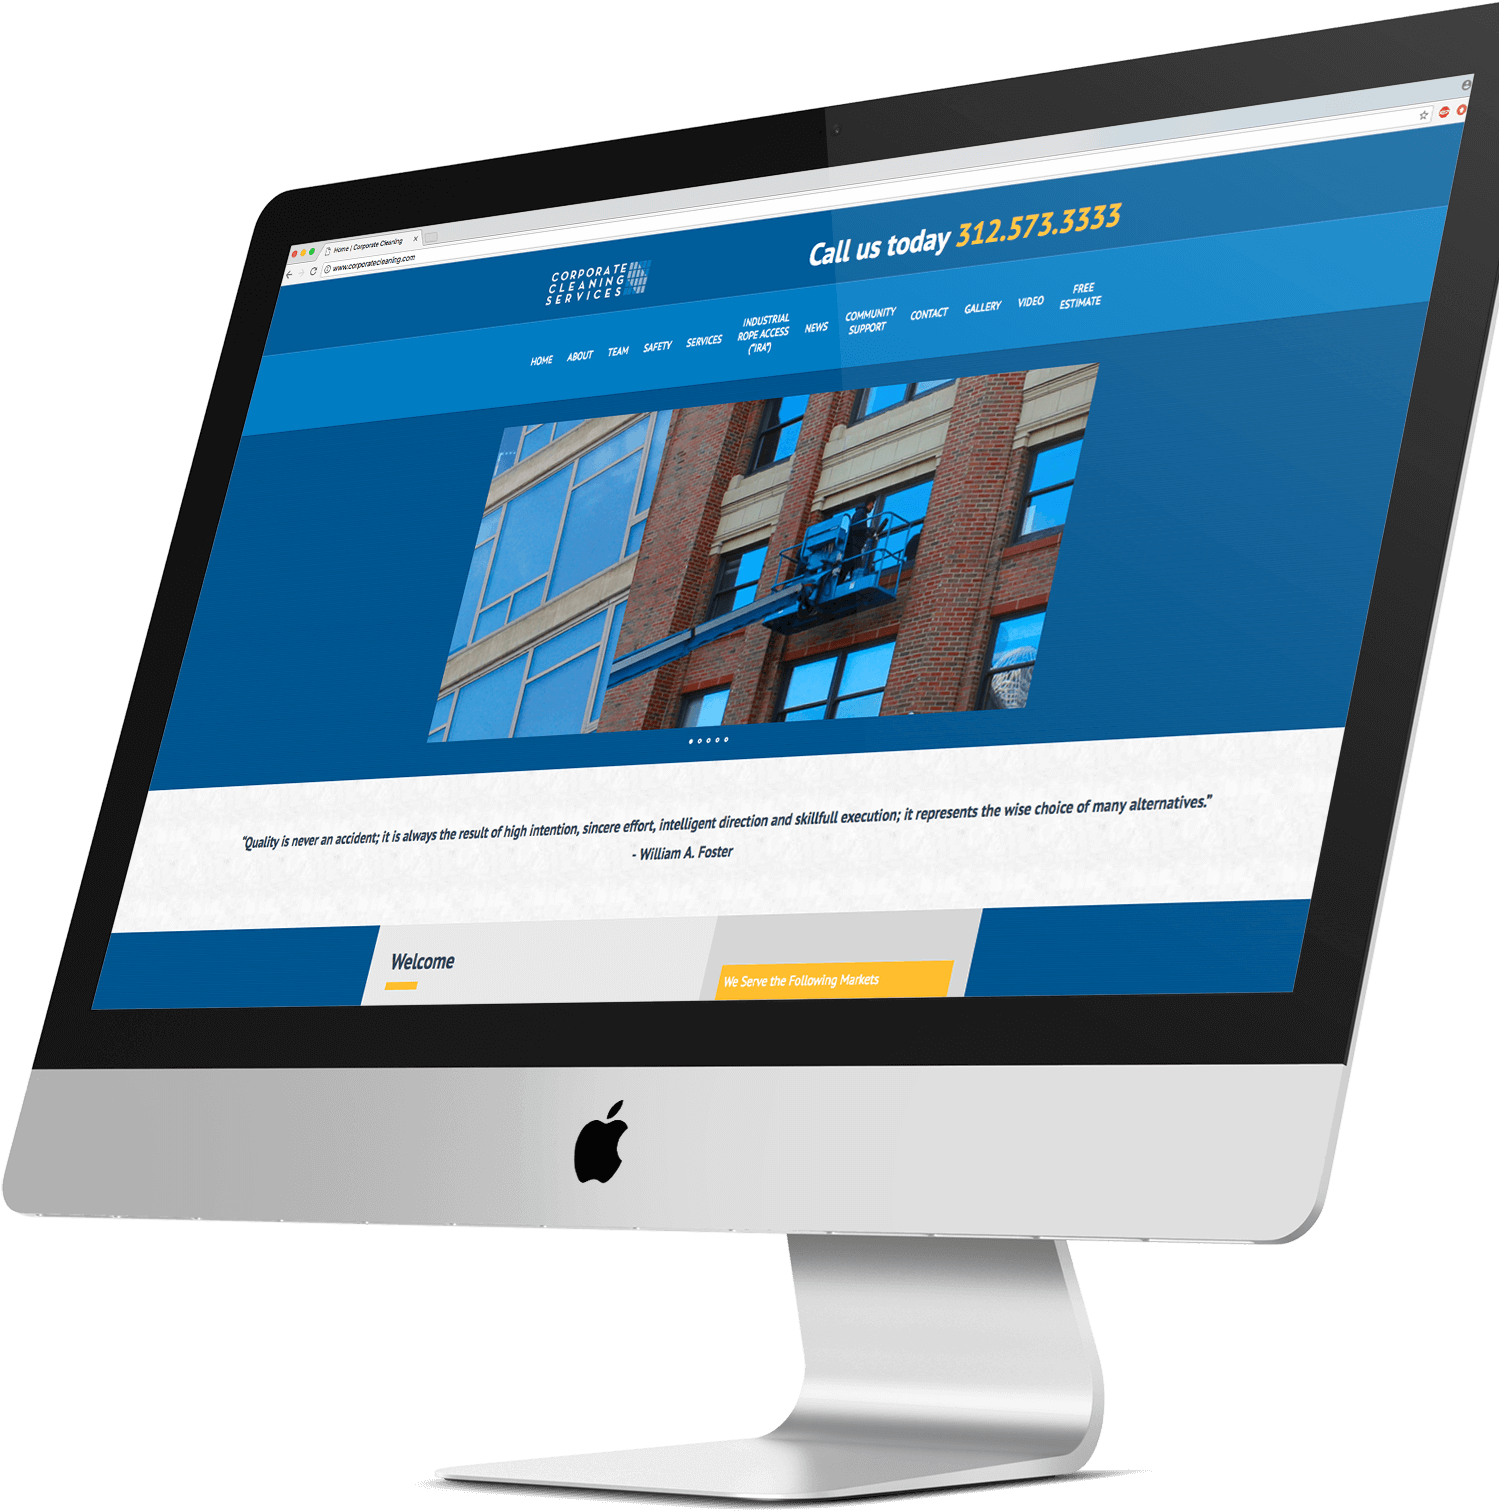 Home | Corporate Cleaning
www.corporatecleaning.com
CORPORATE
CLEANING
SERVICES
Call us today 312.573.3333
HOME ABOUT TEAM SAFETY SERVICES INDUSTRIAL ROPE ACCESS ("IRA") NEWS COMMUNITY SUPPORT CONTACT GALLERY VIDEO FREE ESTIMATE
"Quality is never an accident; it is always the result of high intention, sincere effort, intelligent direction and skillfull execution; it represents the wise choice of many alternatives."
- William A. Foster
Welcome
We Serve the Following Markets